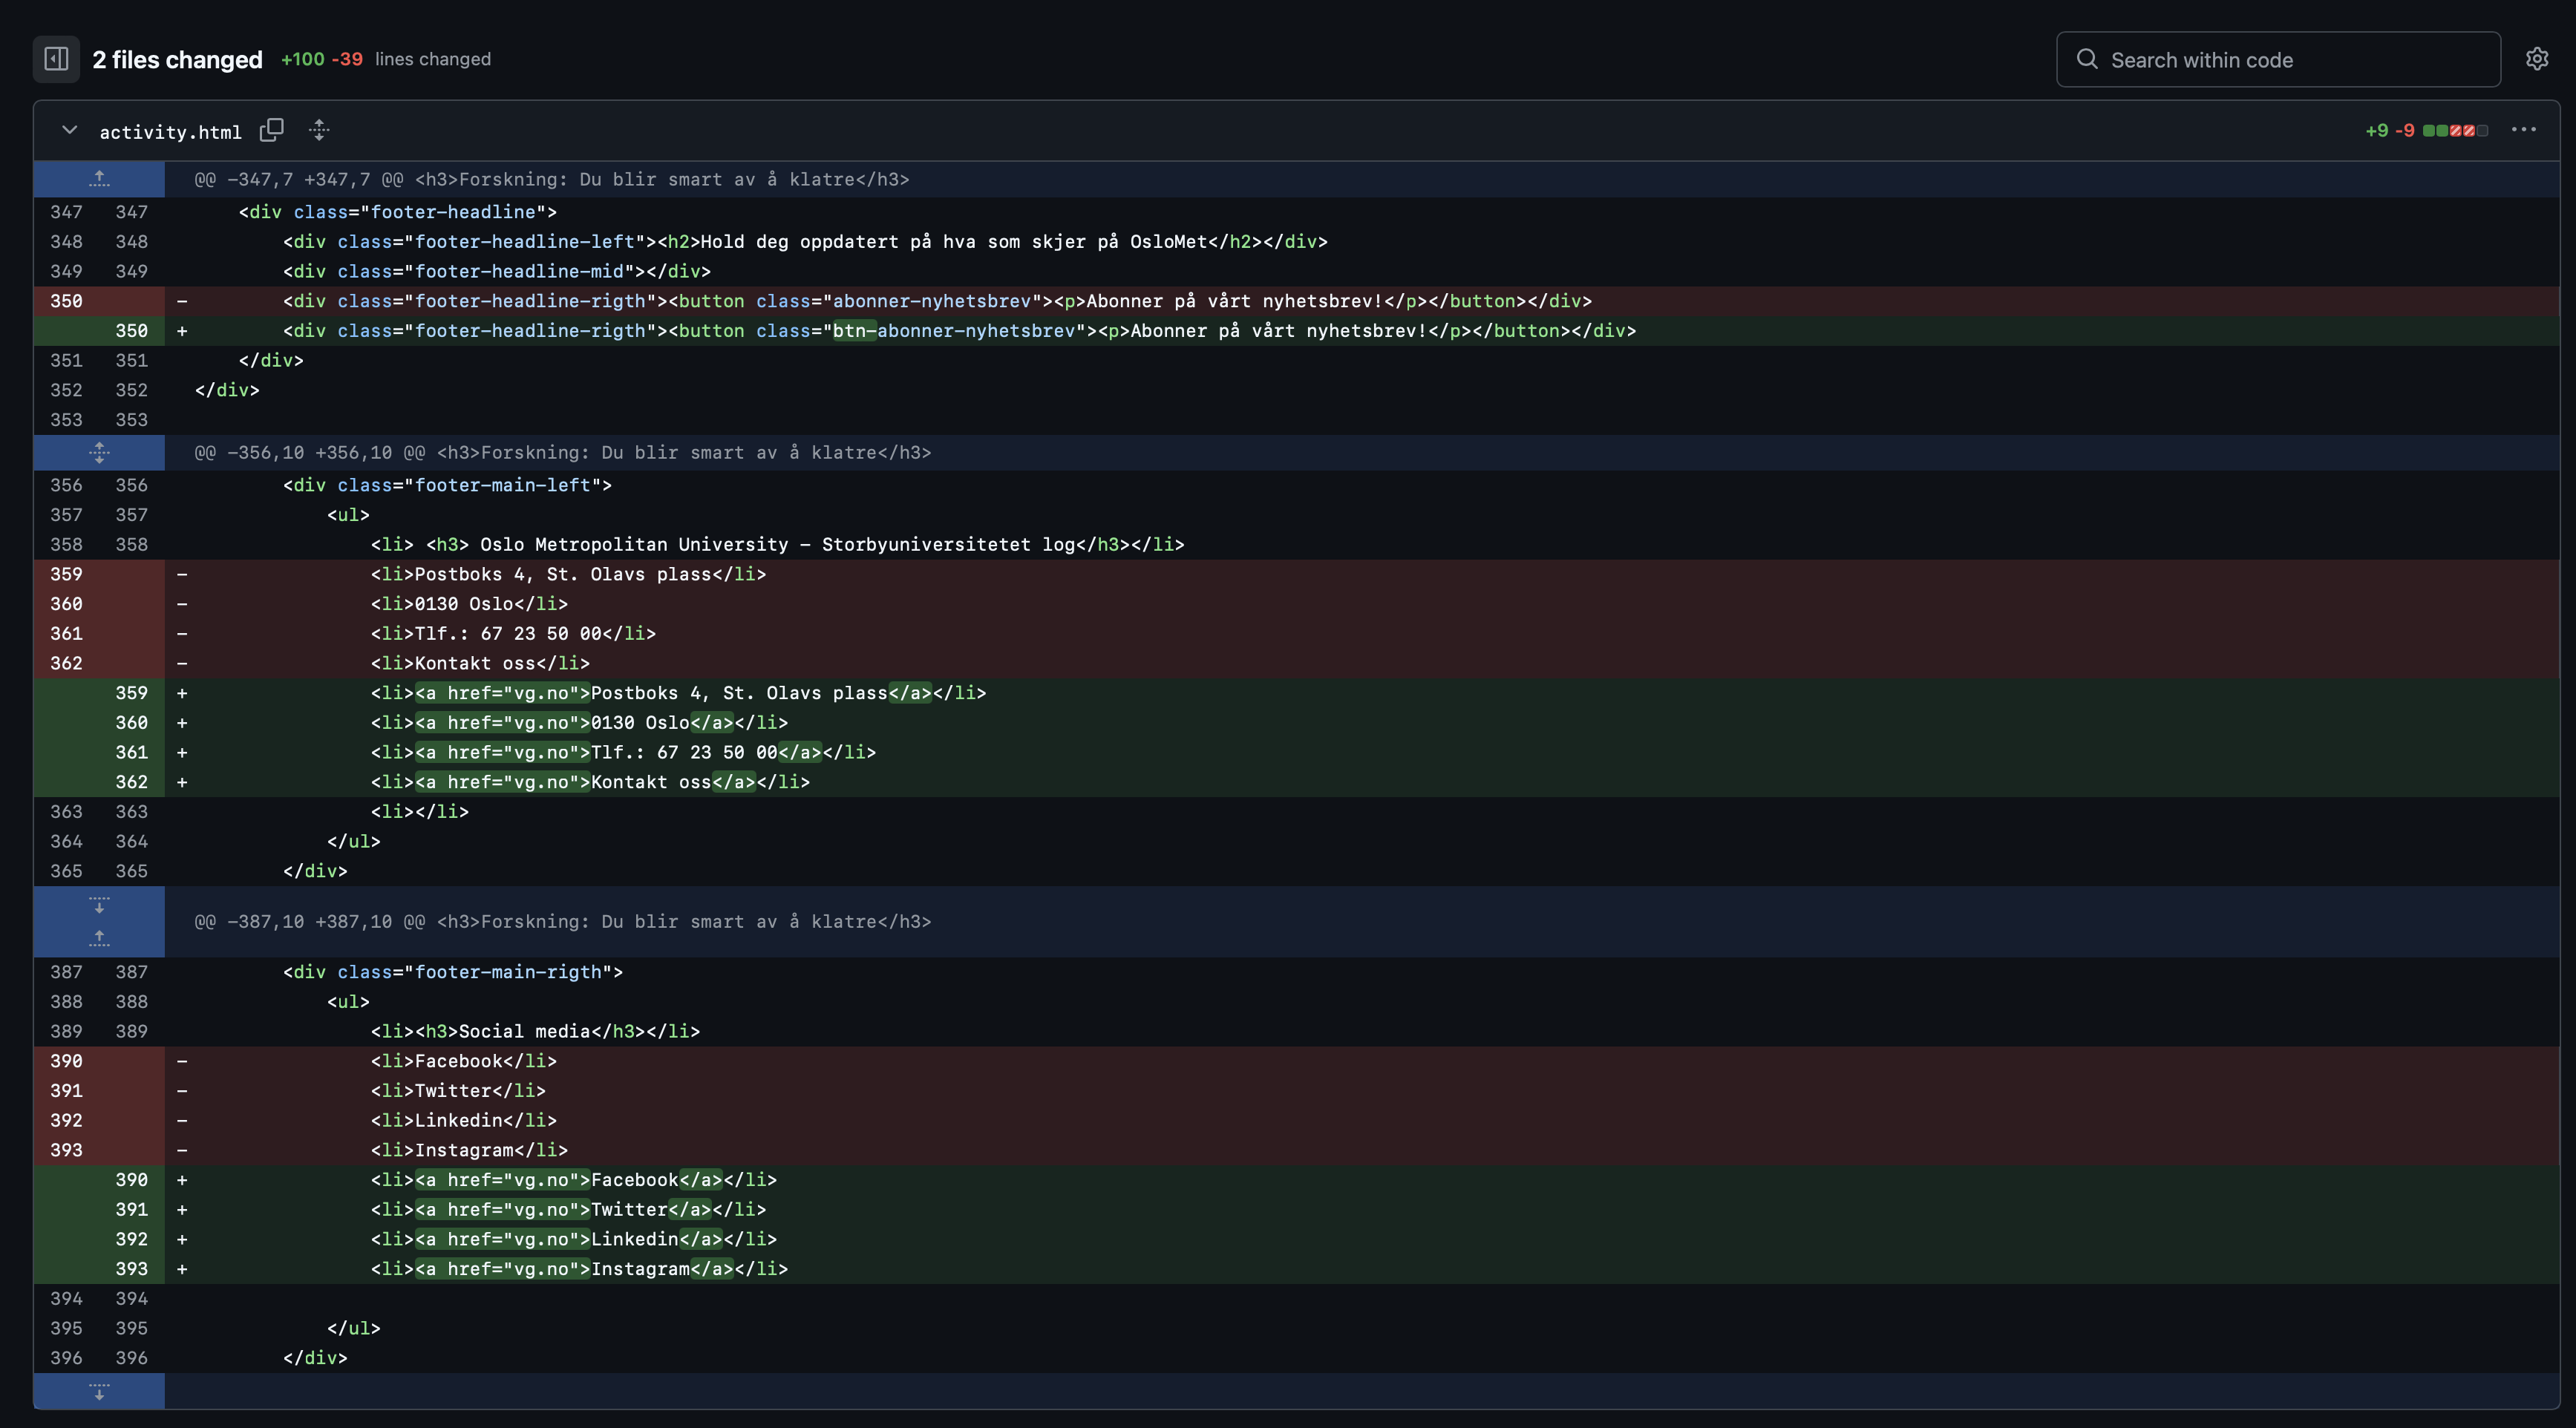 2 files changed +100 -39 lines changed
Search within code
activity.html
+9 -9
@@ -347,7 +347,7 @@ <h3>Forskning: Du blir smart av å klatre</h3>
347 347 <div class="footer-headline">
348 348 <div class="footer-headline-left"><h2>Hold deg oppdatert på hva som skjer på OsloMet</h2></div>
349 349 <div class="footer-headline-mid"></div>
350 - <div class="footer-headline-rigth"><button class="abonner-nyhetsbrev"><p>Abonner på vårt nyhetsbrev!</p></button></div>
350 + <div class="footer-headline-rigth"><button class="btn-abonner-nyhetsbrev"><p>Abonner på vårt nyhetsbrev!</p></button></div>
351 351 </div>
352 352 </div>
353 353
@@ -356,10 +356,10 @@ <h3>Forskning: Du blir smart av å klatre</h3>
356 356 <div class="footer-main-left">
357 357 <ul>
358 358 <li> <h3> Oslo Metropolitan University - Storbyuniversitetet log</h3></li>
359 - <li>Postboks 4, St. Olavs plass</li>
360 - <li>0130 Oslo</li>
361 - <li>Tlf.: 67 23 50 00</li>
362 - <li>Kontakt oss</li>
359 + <li><a href="vg.no">Postboks 4, St. Olavs plass</a></li>
360 + <li><a href="vg.no">0130 Oslo</a></li>
361 + <li><a href="vg.no">Tlf.: 67 23 50 00</a></li>
362 + <li><a href="vg.no">Kontakt oss</a></li>
363 363 <li></li>
364 364 </ul>
365 365 </div>
@@ -387,10 +387,10 @@ <h3>Forskning: Du blir smart av å klatre</h3>
387 387 <div class="footer-main-rigth">
388 388 <ul>
389 389 <li><h3>Social media</h3></li>
390 - <li>Facebook</li>
391 - <li>Twitter</li>
392 - <li>Linkedin</li>
393 - <li>Instagram</li>
390 + <li><a href="vg.no">Facebook</a></li>
391 + <li><a href="vg.no">Twitter</a></li>
392 + <li><a href="vg.no">Linkedin</a></li>
393 + <li><a href="vg.no">Instagram</a></li>
394 394
395 395 </ul>
396 396 </div>